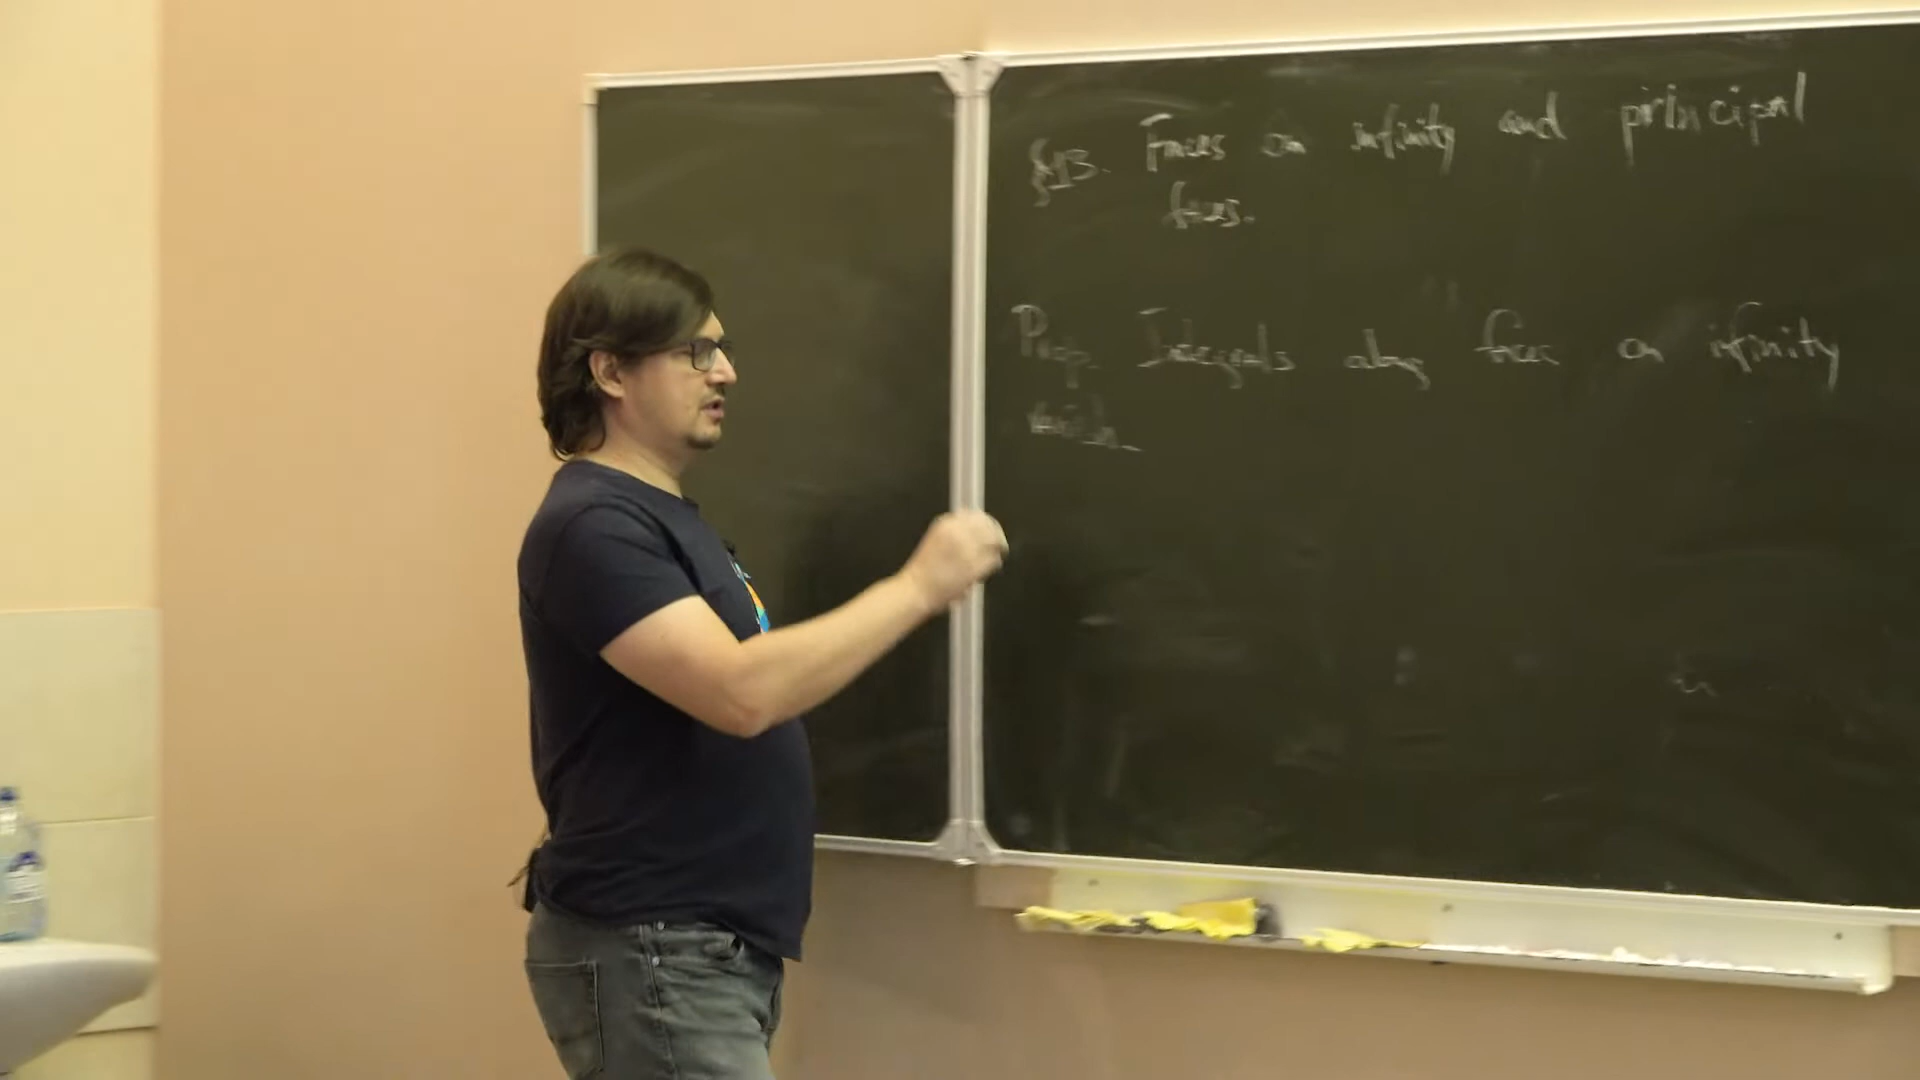 §13. Faces on infinity and principal
faces.
Prop. Integrals along faces on infinity
vanish.